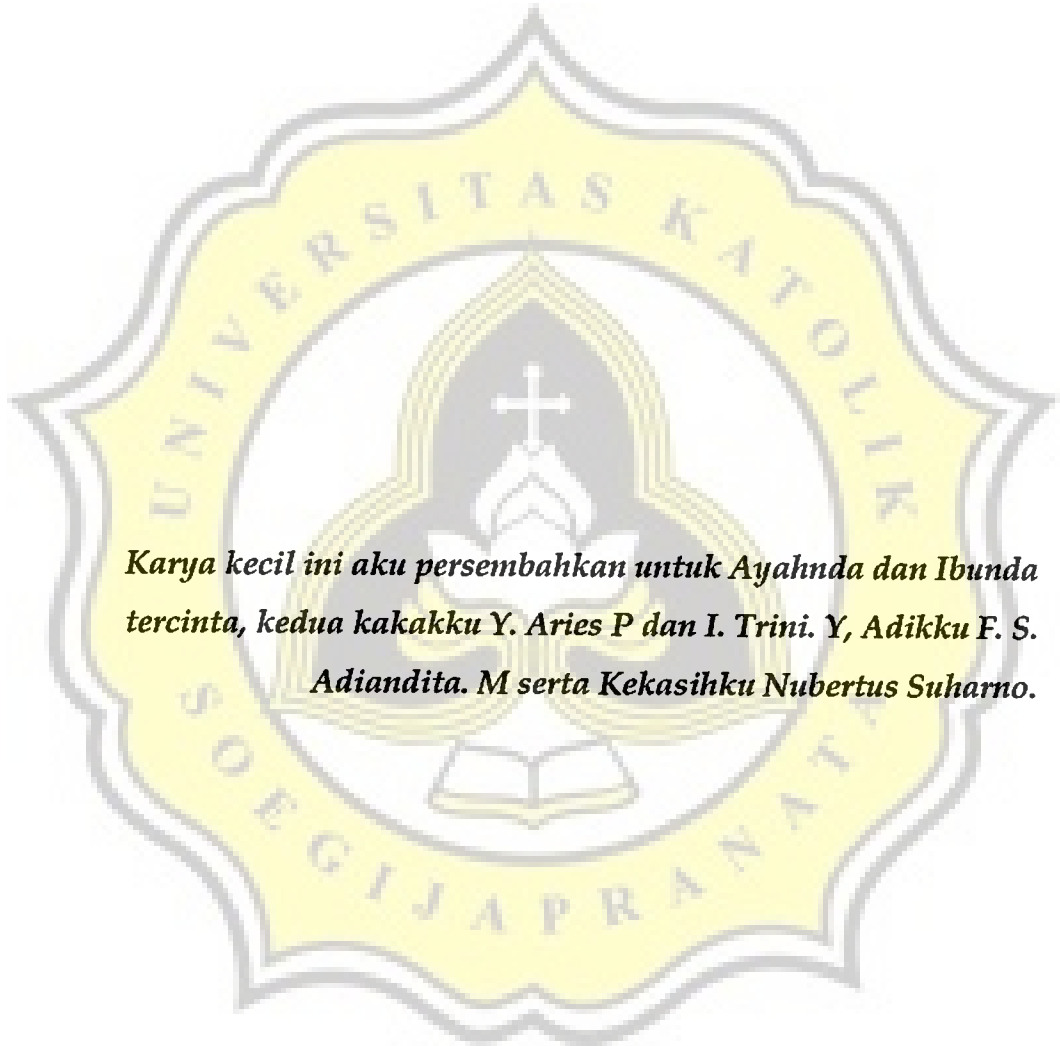 UNIVERSITAS KATOLIK
Karya kecil ini aku persembahkan untuk Ayahnda dan Ibunda
tercinta, kedua kakakku Y. Aries P dan I. Trini. Y, Adikku F. S.
Adiandita. M serta Kekasihku Nubertus Suharno.
SOEGIJAPRANATA